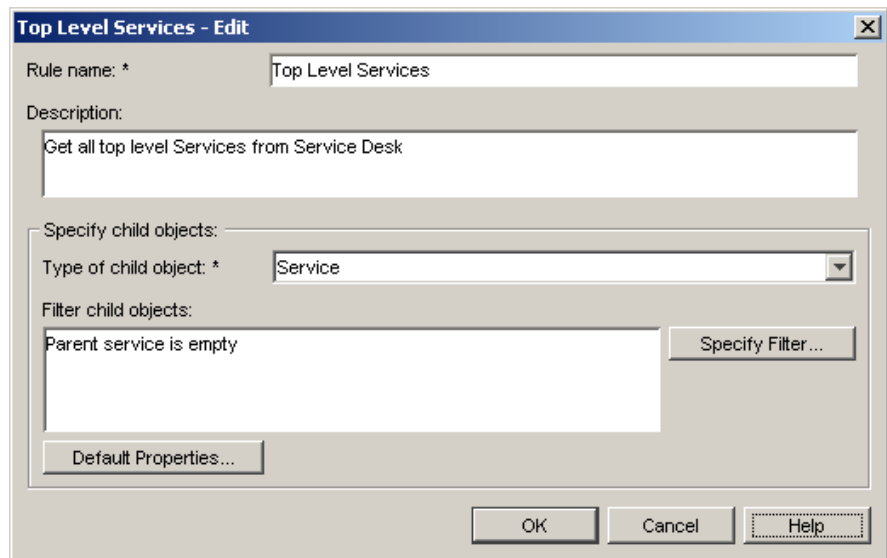 Top Level Services - Edit
Rule name: * Top Level Services
Description:
Get all top level Services from Service Desk
Specify child objects:
Type of child object: * Service
Filter child objects:
Parent service is empty
Specify Filter...
Default Properties...
OK Cancel Help